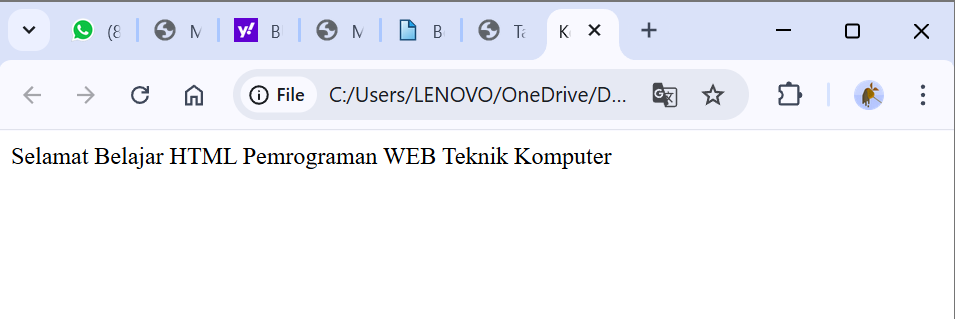 File C:/Users/LENOVO/OneDrive/D...
Selamat Belajar HTML Pemrograman WEB Teknik Komputer